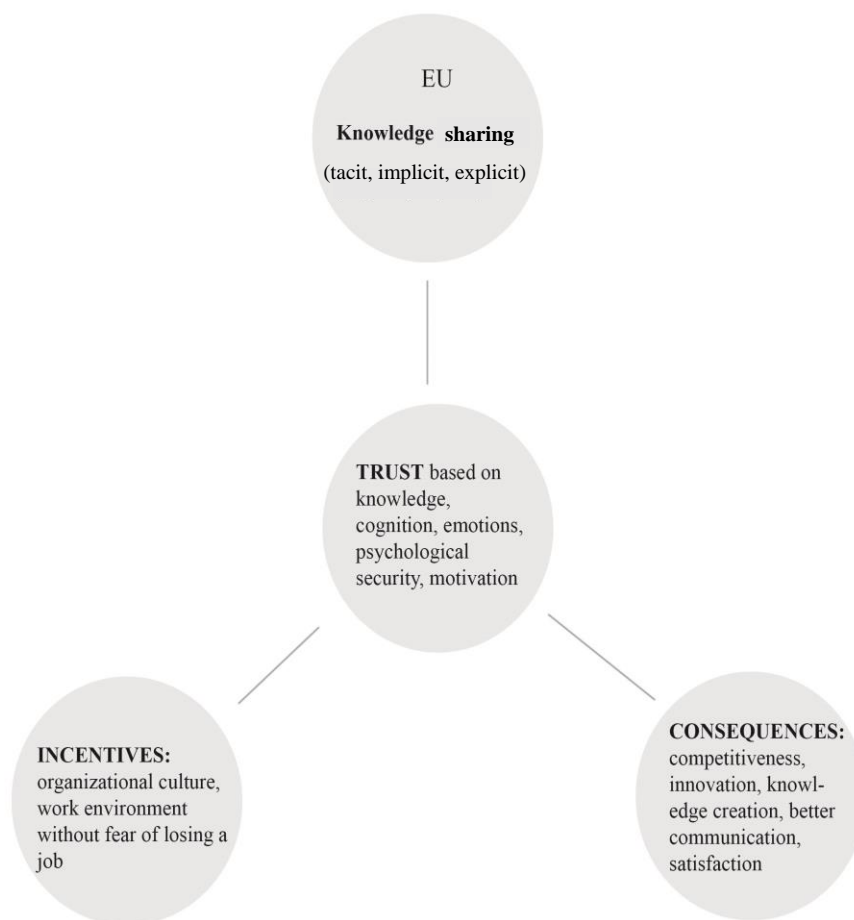 EU
Knowledge sharing
(tacit, implicit, explicit)
TRUST based on
knowledge,
cognition, emotions,
psychological
security, motivation
INCENTIVES:
organizational culture,
work environment
without fear of losing a
job
CONSEQUENCES:
competitiveness,
innovation, knowl-
edge creation, better
communication,
satisfaction